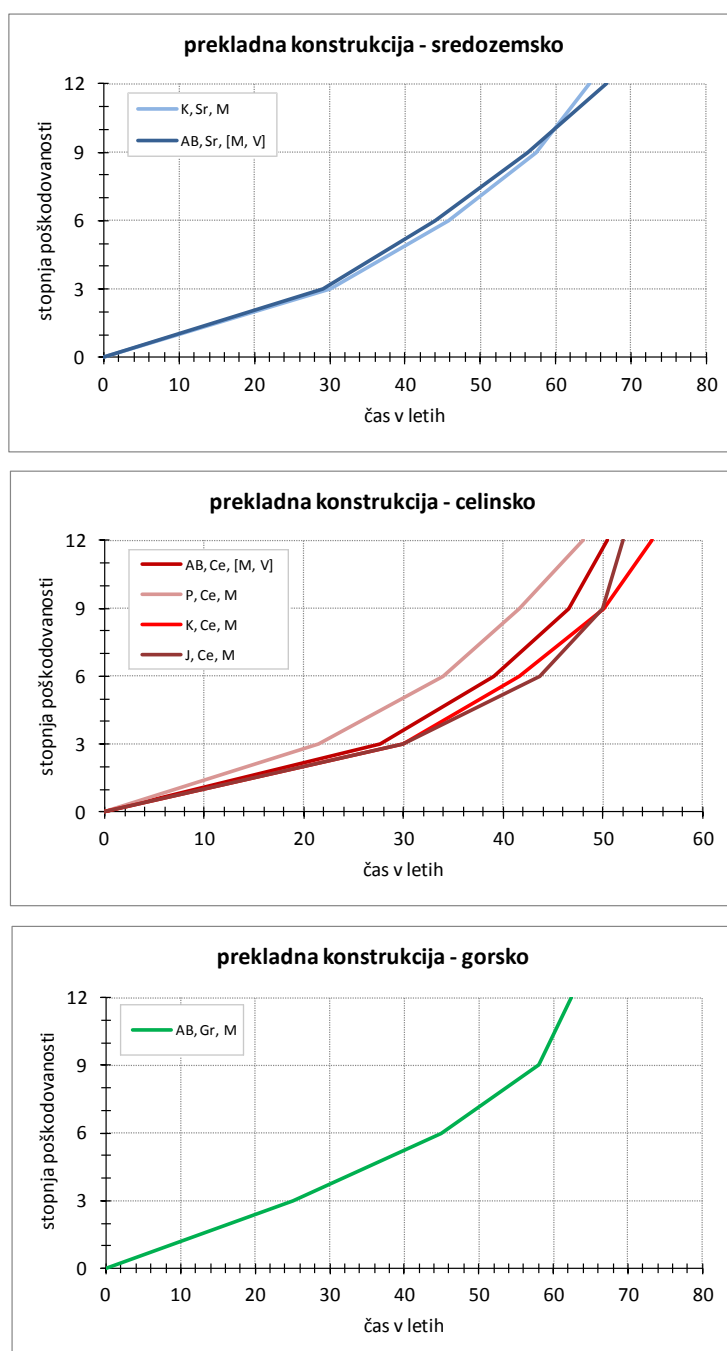 prekladna konstrukcija - sredozemsko
stopnja poškodovanosti
12
9
6
3
0
K, Sr, M
AB, Sr, [M, V]
0 10 20 30 40 50 60 70 80
čas v letih
prekladna konstrukcija - celinsko
stopnja poškodovanosti
12
9
6
3
0
AB, Ce, [M, V]
P, Ce, M
K, Ce, M
J, Ce, M
0 10 20 30 40 50 60
čas v letih
prekladna konstrukcija - gorsko
stopnja poškodovanosti
12
9
6
3
0
AB, Gr, M
0 10 20 30 40 50 60 70 80
čas v letih